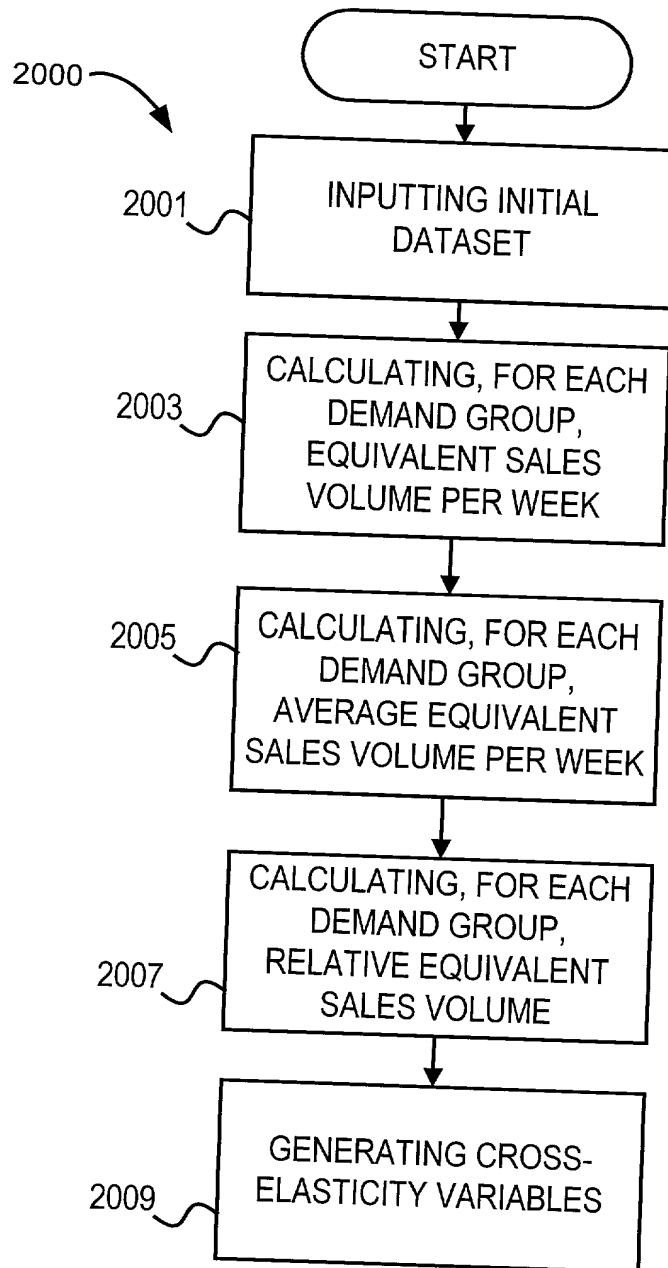 START
2000
2001
INPUTTING INITIAL
DATASET
2003
CALCULATING, FOR EACH
DEMAND GROUP,
EQUIVALENT SALES
VOLUME PER WEEK
2005
CALCULATING, FOR EACH
DEMAND GROUP,
AVERAGE EQUIVALENT
SALES VOLUME PER WEEK
2007
CALCULATING, FOR EACH
DEMAND GROUP,
RELATIVE EQUIVALENT
SALES VOLUME
2009
GENERATING CROSS-
ELASTICITY VARIABLES